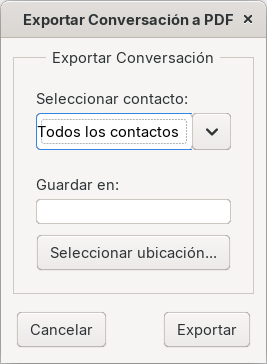 Exportar Conversación a PDF ×
Exportar Conversación
Seleccionar contacto:
Todos los contactos
Guardar en:
Seleccionar ubicación...
Cancelar
Exportar